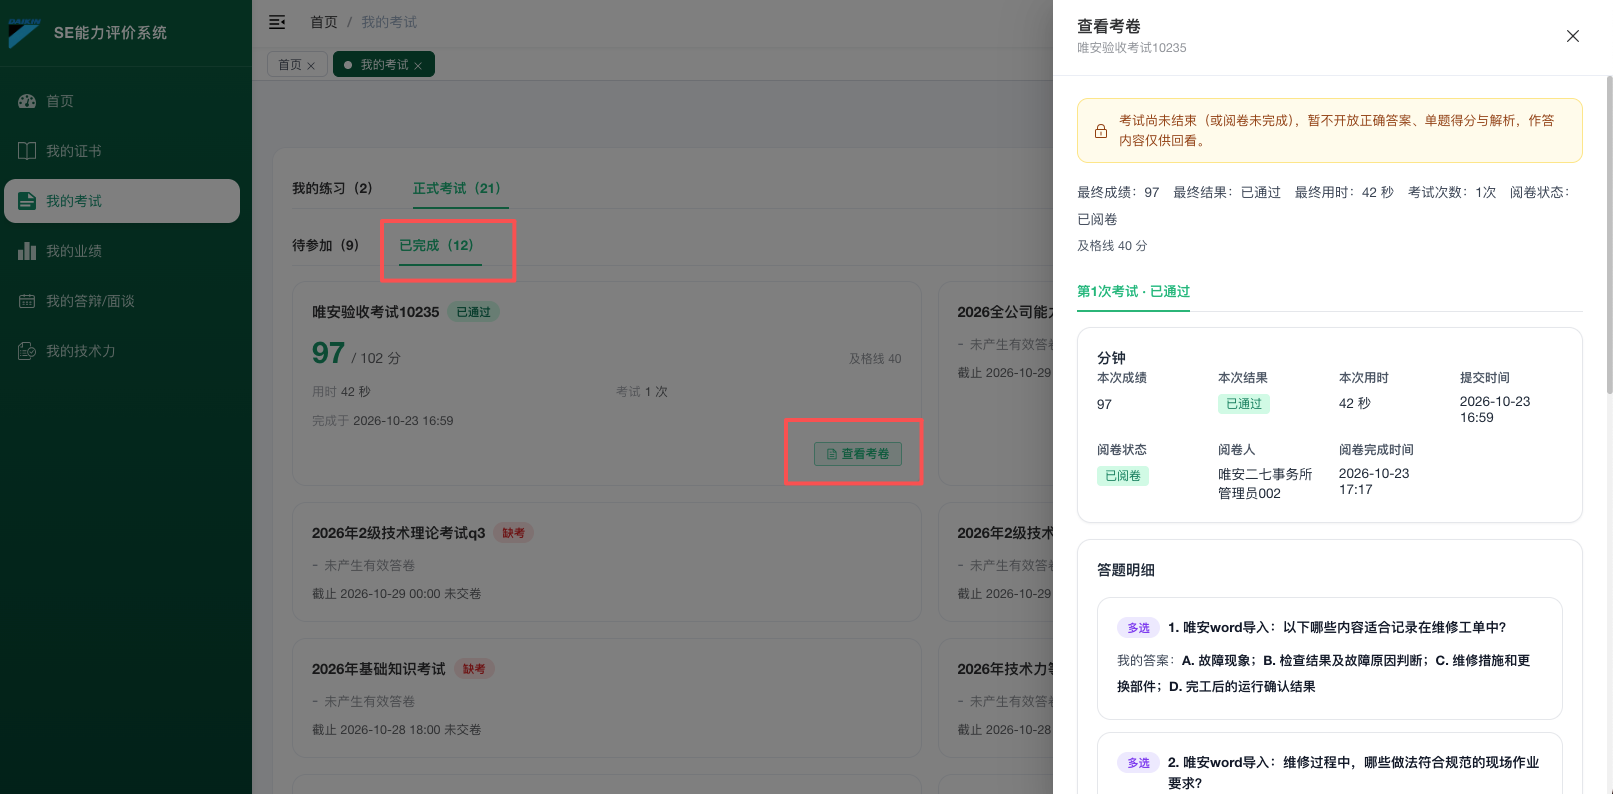 DAIKIN
SE能力评价系统
首页
我的证书
我的考试
我的业绩
我的答辩/面谈
我的技术力
首页 / 我的考试
首页 ×
我的考试 ×
我的练习（2）
正式考试（21）
待参加（9）
已完成（12）
唯安验收考试10235 已通过
97 / 102 分
及格线 40
用时 42 秒
考试 1 次
完成于 2026-10-23 16:59
查看考卷
2026全公司能
- 未产生有效答
截止 2026-10-29
2026年2级技术理论考试q3 缺考
- 未产生有效答卷
截止 2026-10-29 00:00 未交卷
2026年2级技
- 未产生有效答
截止 2026-10-29
2026年基础知识考试 缺考
- 未产生有效答卷
截止 2026-10-28 18:00 未交卷
2026年技术力
- 未产生有效答
截止 2026-10-28
查看考卷
唯安验收考试10235
考试尚未结束（或阅卷未完成），暂不开放正确答案、单题得分与解析，作答
内容仅供回看。
最终成绩：97 最终结果：已通过 最终用时：42 秒 考试次数：1次 阅卷状态：
已阅卷
及格线 40 分
第1次考试 · 已通过
分钟
本次成绩
本次结果
本次用时
提交时间
97
已通过
42 秒
2026-10-23
16:59
阅卷状态
阅卷人
阅卷完成时间
已阅卷
唯安二七事务所
管理员002
2026-10-23
17:17
答题明细
多选 1. 唯安word导入：以下哪些内容适合记录在维修工单中？
我的答案：A. 故障现象；B. 检查结果及故障原因判断；C. 维修措施和更
换部件；D. 完工后的运行确认结果
多选 2. 唯安word导入：维修过程中，哪些做法符合规范的现场作业
要求？